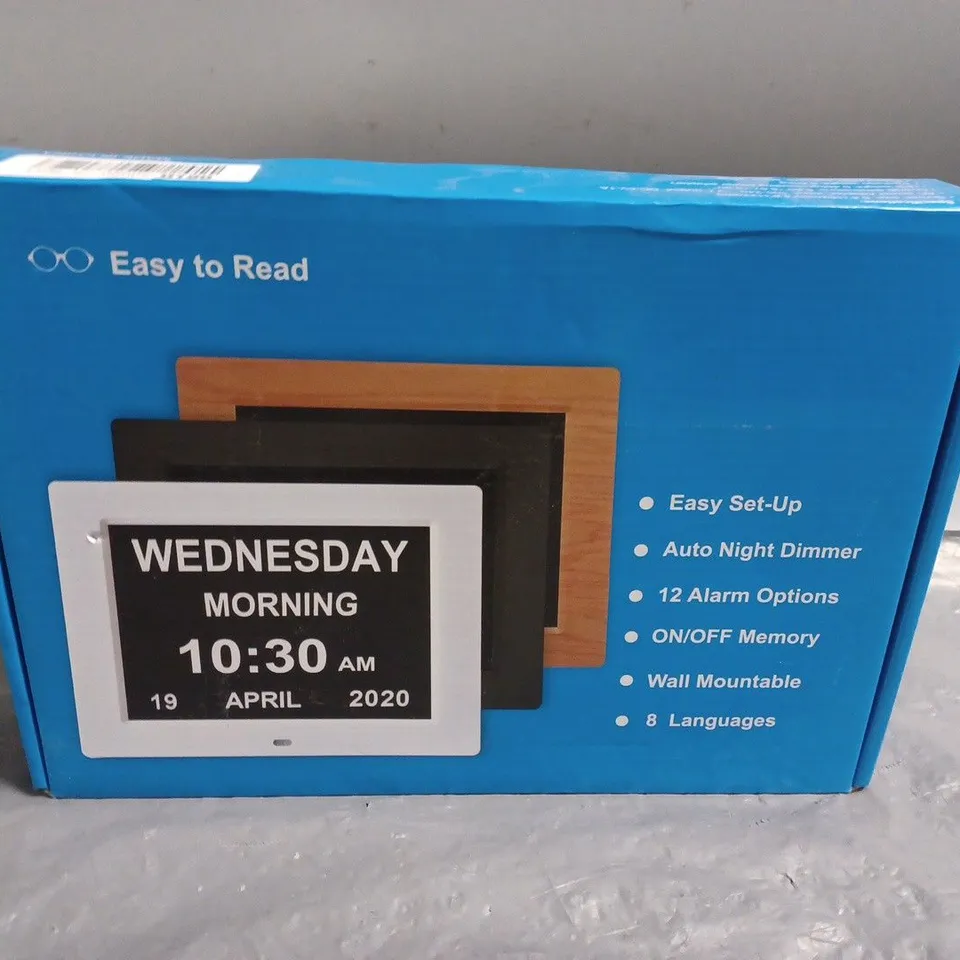 Easy to Read
WEDNESDAY
MORNING
10:30 AM
19 APRIL 2020
Easy Set-Up
Auto Night Dimmer
12 Alarm Options
ON/OFF Memory
Wall Mountable
8 Languages